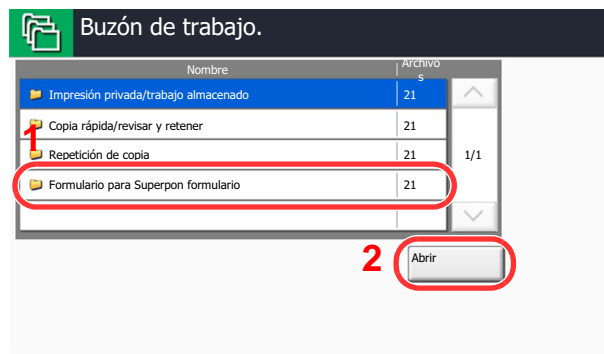 Buzón de trabajo.
Nombre
Archivo
s
Impresión privada/trabajo almacenado 21
Copia rápida/revisar y retener 21
1
Repetición de copia 21
1/1
Formulario para Superpon formulario 21
2
Abrir